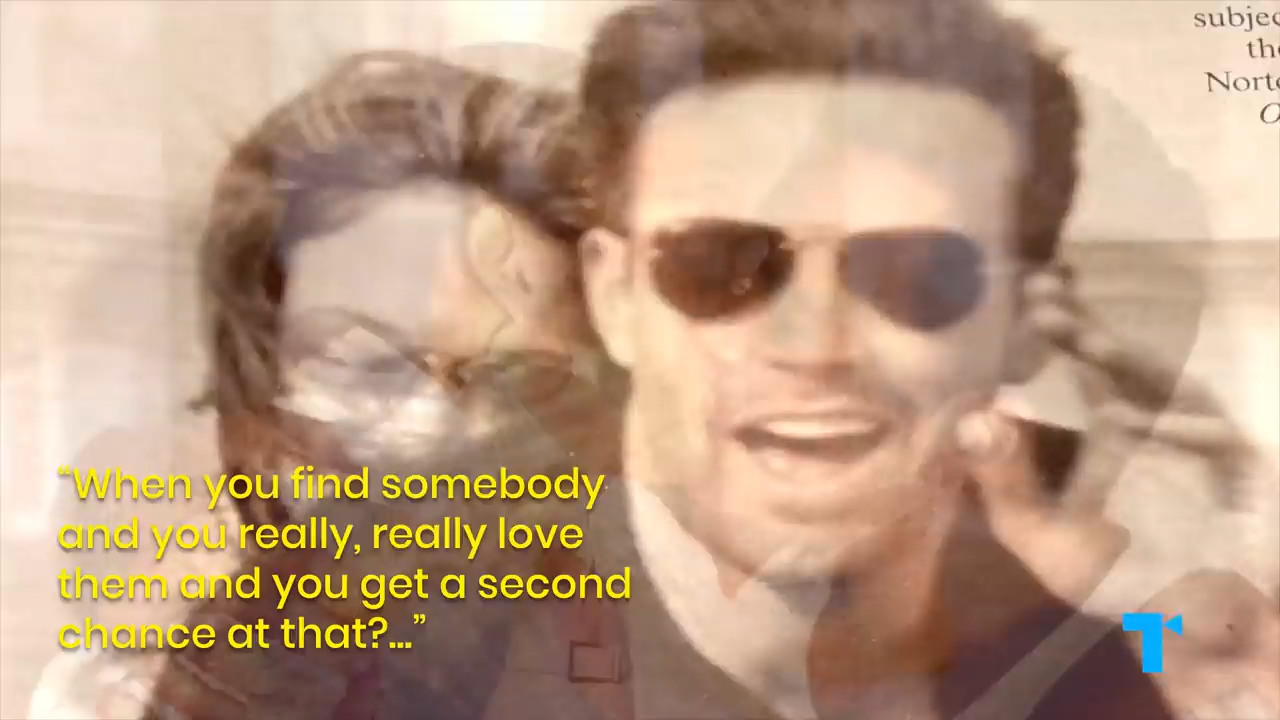 subjec
the
Norto
O
“When you find somebody
and you really, really love
them and you get a second
chance at that?...”